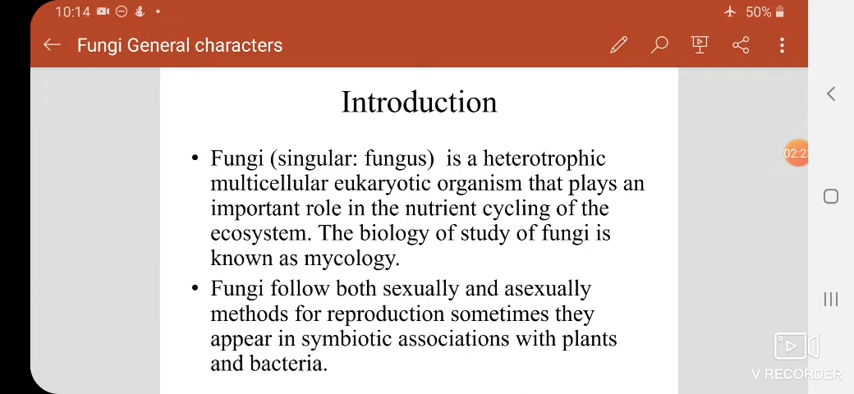 10:14
50%
Fungi General characters
Introduction
• Fungi (singular: fungus) is a heterotrophic
multicellular eukaryotic organism that plays an
important role in the nutrient cycling of the
ecosystem. The biology of study of fungi is
known as mycology.
• Fungi follow both sexually and asexually
methods for reproduction sometimes they
appear in symbiotic associations with plants
and bacteria.
V RECORDER